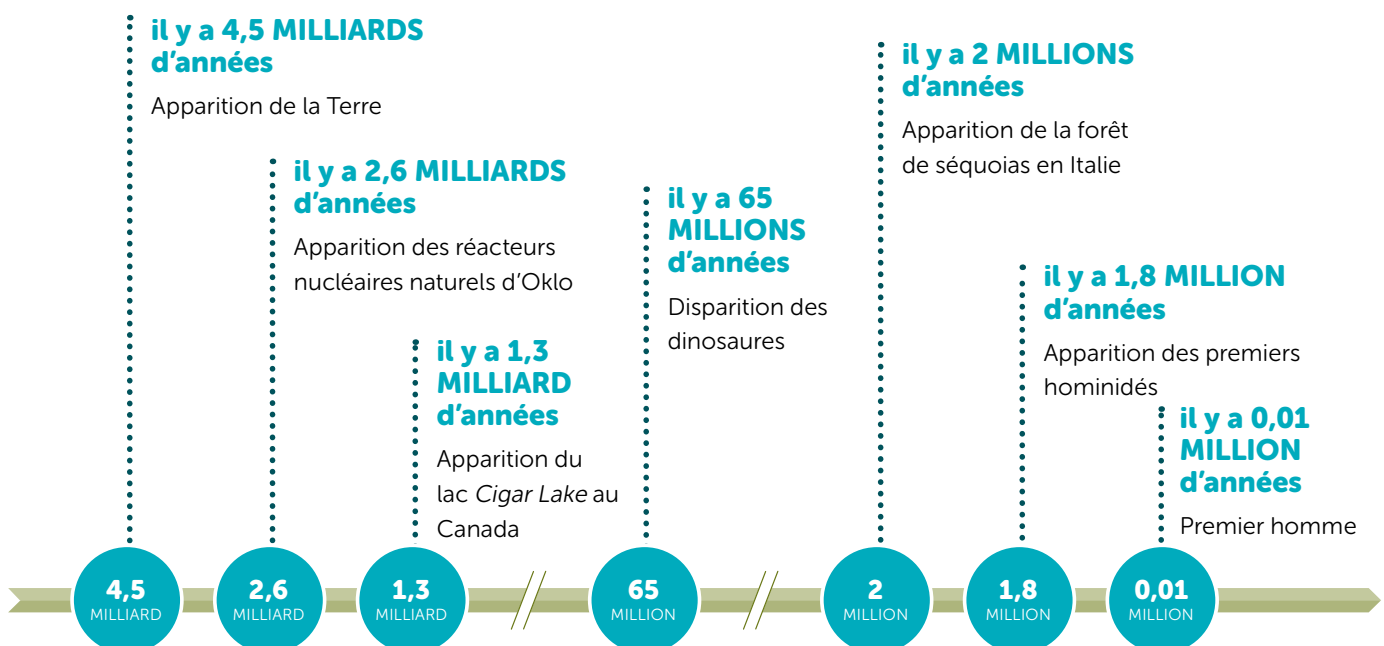 il y a 4,5 MILLIARDS
d’années
Apparition de la Terre
il y a 2,6 MILLIARDS
d’années
Apparition des réacteurs
nucléaires naturels d’Oklo
il y a 1,3
MILLIARD
d’années
Apparition du
lac Cigar Lake au
Canada
il y a 65
MILLIONS
d’années
Disparition des
dinosaures
il y a 2 MILLIONS
d’années
Apparition de la forêt
de séquoias en Italie
il y a 1,8 MILLION
d’années
Apparition des premiers
hominidés
il y a 0,01
MILLION
d’années
Premier homme
4,5
MILLIARD
2,6
MILLIARD
1,3
MILLIARD
65
MILLION
2
MILLION
1,8
MILLION
0,01
MILLION